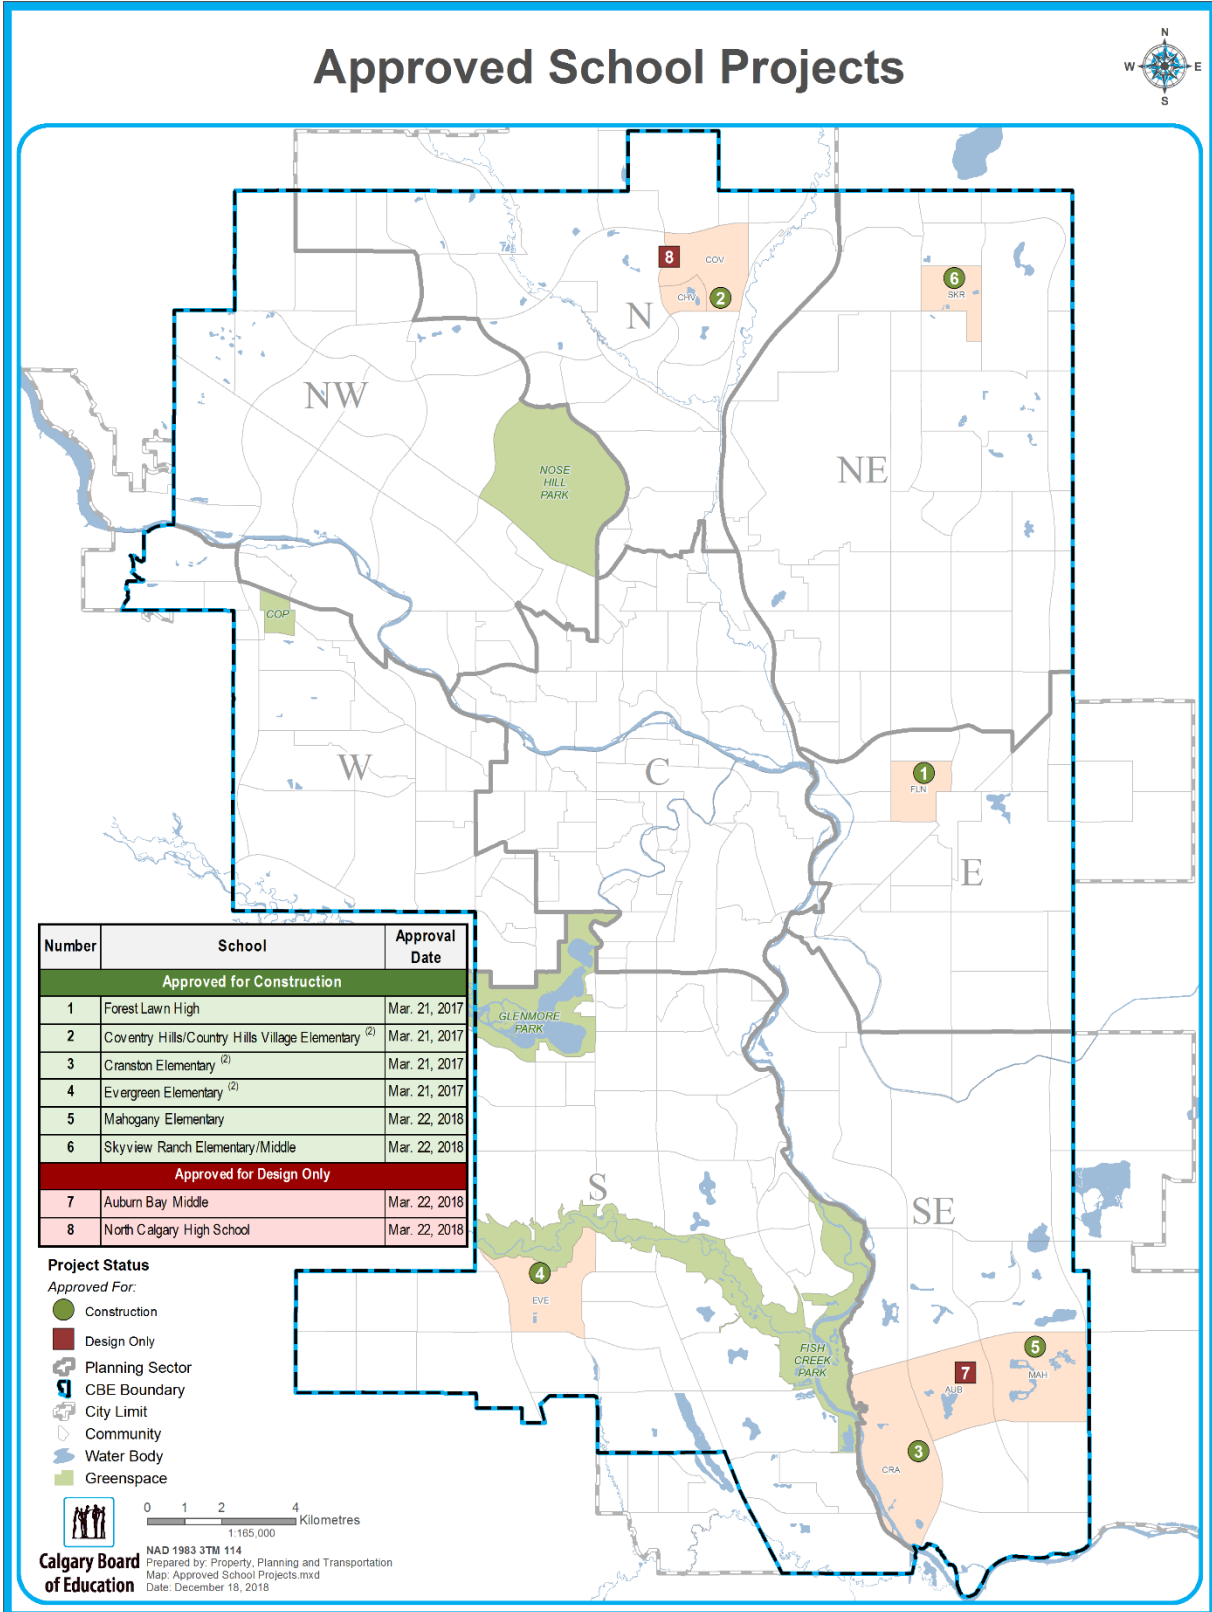 Approved School Projects
N
W E
S
8 COV
CHV 2
6
SKR
N
NW
NOSE
HILL
PARK
NE
COP
W
C
1
FLN
E
Number School Approval Date
Approved for Construction
1 Forest Lawn High Mar. 21, 2017
2 Coventry Hills/Country Hills Village Elementary (2) Mar. 21, 2017
3 Cranston Elementary (2) Mar. 21, 2017
4 Evergreen Elementary (2) Mar. 21, 2017
5 Mahogany Elementary Mar. 22, 2018
6 Skyview Ranch Elementary/Middle Mar. 22, 2018
Approved for Design Only
7 Auburn Bay Middle Mar. 22, 2018
8 North Calgary High School Mar. 22, 2018
GLENMORE
PARK
S
SE
4
EVE
FISH
CREEK
PARK
5
MAH
7
AUB
3
CRA
Project Status
Approved For:
Construction
Design Only
Planning Sector
CBE Boundary
City Limit
Community
Water Body
Greenspace
0 1 2 4
Kilometres
1:165,000
Calgary Board
of Education
NAD 1983 3TM 114
Prepared by: Property, Planning and Transportation
Map: Approved School Projects.mxd
Date: December 18, 2018